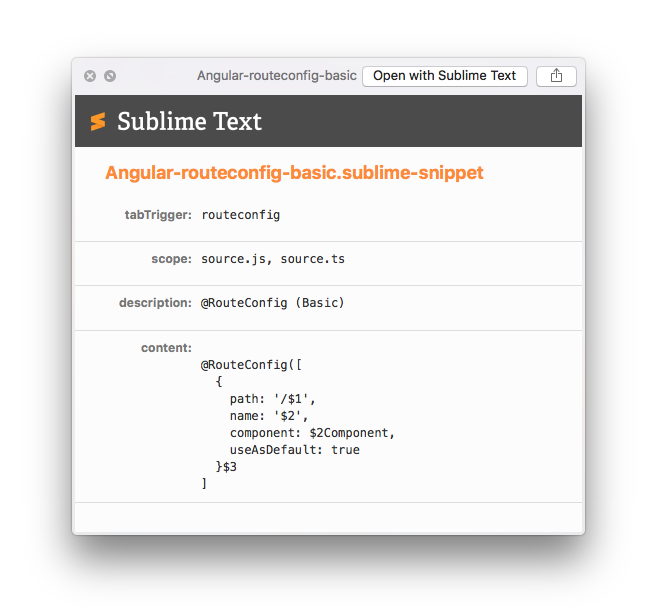 Angular-routeconfig-basic Open with Sublime Text
Sublime Text
Angular-routeconfig-basic.sublime-snippet
tabTrigger: routeconfig
scope: source.js, source.ts
description: @RouteConfig (Basic)
content:
@RouteConfig([
  {
    path: '/$1',
    name: '$2',
    component: $2Component,
    useAsDefault: true
  }$3
]